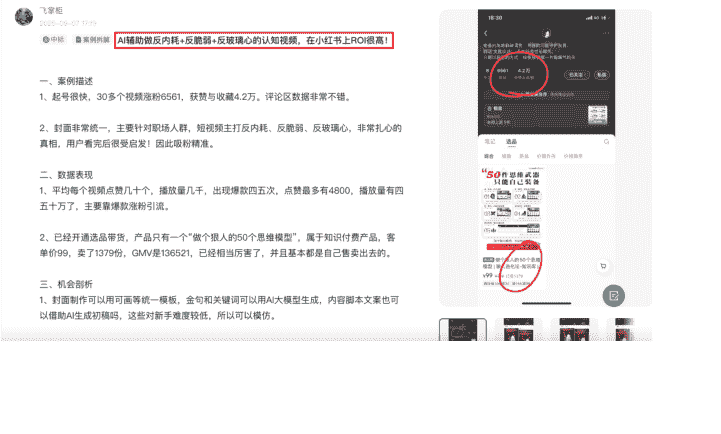 飞掌柜
中标 案例拆解 AI辅助做反内耗+反脆弱+反玻璃心的认知视频，在小红书上ROI很高！
一、案例描述
1、起号很快，30多个视频涨粉6561，获赞与收藏4.2万。评论区数据非常不错。
2、封面非常统一，主要针对职场人群，短视频主打反内耗、反脆弱、反玻璃心，非常扎心的
真相，用户看完后很受启发！因此吸粉精准。
二、数据表现
1、平均每个视频点赞几十个，播放量几千，出现爆款四五次，点赞最多有4800，播放量有四
五十万了，主要靠爆款涨粉引流。
2、已经开通选品带货，产品只有一个“做个狠人的50个思维模型”，属于知识付费产品，客
单价99，卖了1379份，GMV是136521，已经相当厉害了，并且基本都是自己售卖出去的。
三、机会剖析
1、封面制作可以用可画等统一模板，金句和关键词可以用AI大模型生成，内容脚本文案也可
以借助AI生成初稿吗，这些对新手难度较低，所以可以模仿。
16:30
6561
笔记
选品
综合
“50件思维武器
只能自己装备
¥99